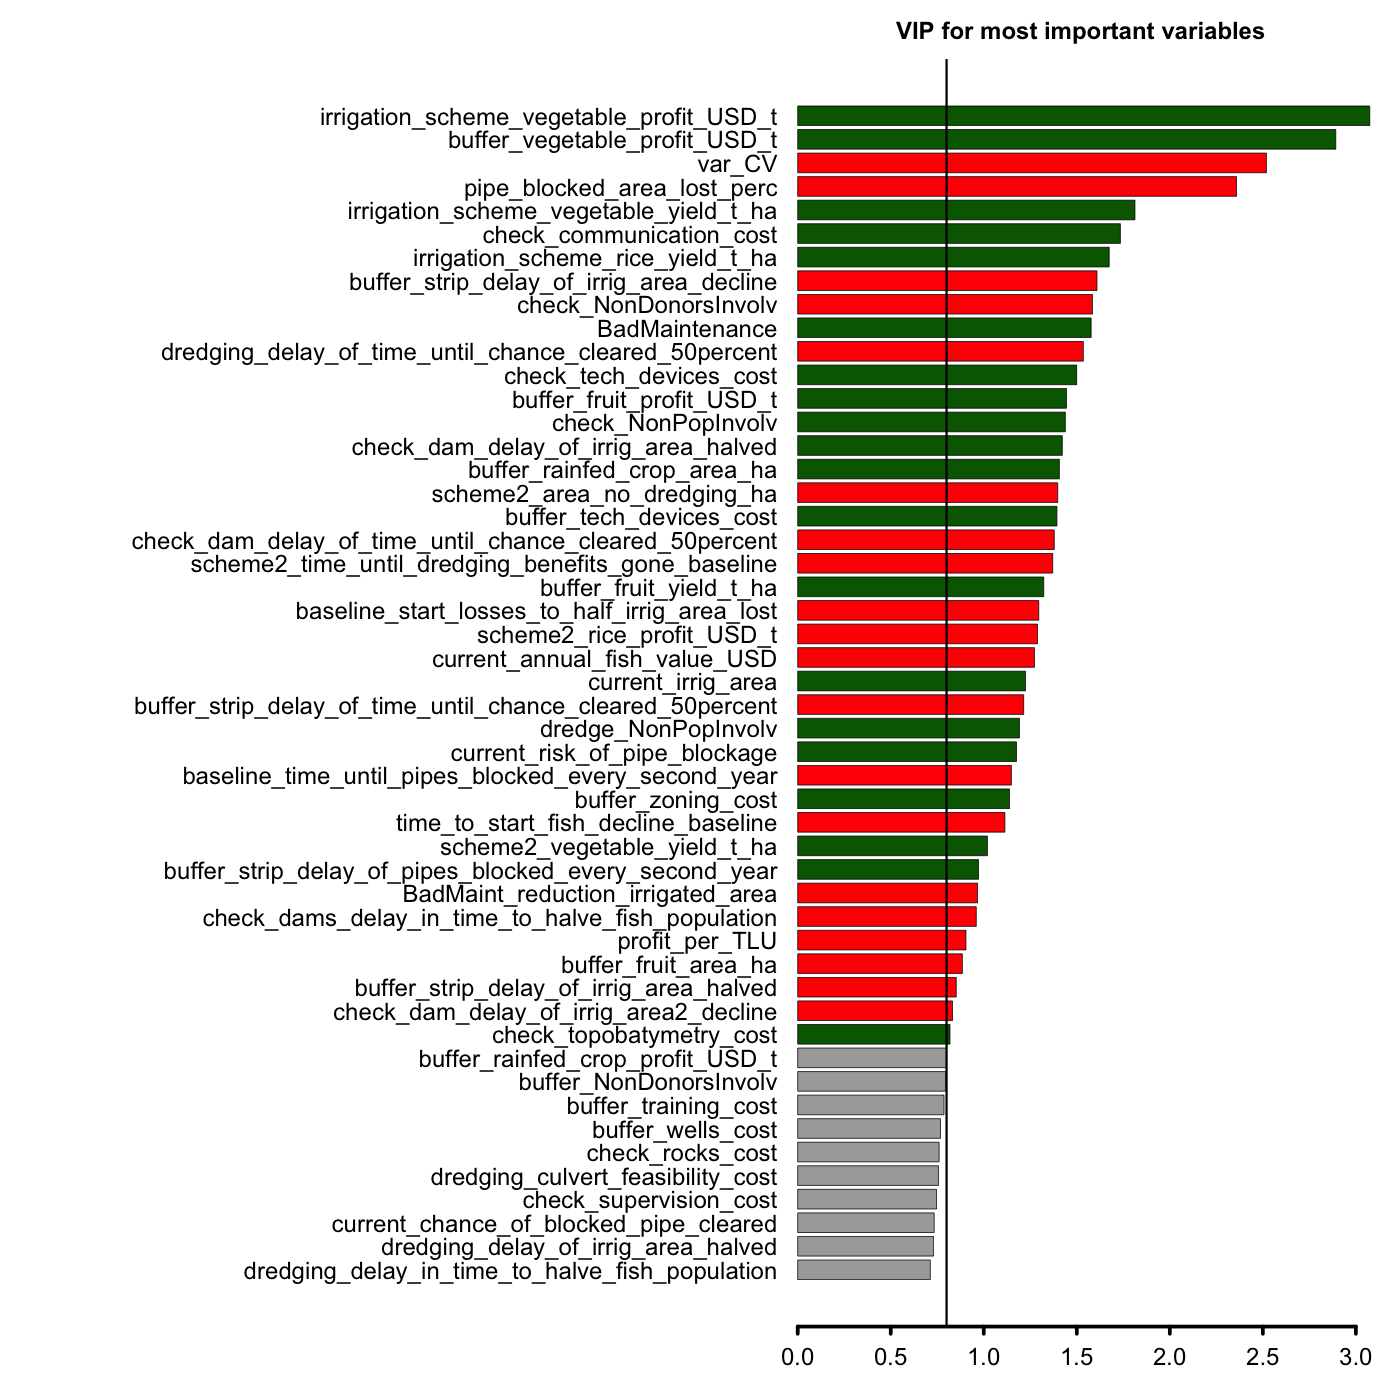 VIP for most important variables
irrigation_scheme_vegetable_profit_USD_t
buffer_vegetable_profit_USD_t
var_CV
pipe_blocked_area_lost_perc
irrigation_scheme_vegetable_yield_t_ha
check_communication_cost
irrigation_scheme_rice_yield_t_ha
buffer_strip_delay_of_irrig_area_decline
check_NonDonorsInvolv
BadMaintenance
dredging_delay_of_time_until_chance_cleared_50percent
check_tech_devices_cost
buffer_fruit_profit_USD_t
check_NonPopInvolv
check_dam_delay_of_irrig_area_halved
buffer_rainfed_crop_area_ha
scheme2_area_no_dredging_ha
buffer_tech_devices_cost
check_dam_delay_of_time_until_chance_cleared_50percent
scheme2_time_until_dredging_benefits_gone_baseline
buffer_fruit_yield_t_ha
baseline_start_losses_to_half_irrig_area_lost
scheme2_rice_profit_USD_t
current_annual_fish_value_USD
current_irrig_area
buffer_strip_delay_of_time_until_chance_cleared_50percent
dredge_NonPopInvolv
current_risk_of_pipe_blockage
baseline_time_until_pipes_blocked_every_second_year
buffer_zoning_cost
time_to_start_fish_decline_baseline
scheme2_vegetable_yield_t_ha
buffer_strip_delay_of_pipes_blocked_every_second_year
BadMaint_reduction_irrigated_area
check_dams_delay_in_time_to_halve_fish_population
profit_per_TLU
buffer_fruit_area_ha
buffer_strip_delay_of_irrig_area_halved
check_dam_delay_of_irrig_area2_decline
check_topobatymetry_cost
buffer_rainfed_crop_profit_USD_t
buffer_NonDonorsInvolv
buffer_training_cost
buffer_wells_cost
check_rocks_cost
dredging_culvert_feasibility_cost
check_supervision_cost
current_chance_of_blocked_pipe_cleared
dredging_delay_of_irrig_area_halved
dredging_delay_in_time_to_halve_fish_population
0.0 0.5 1.0 1.5 2.0 2.5 3.0